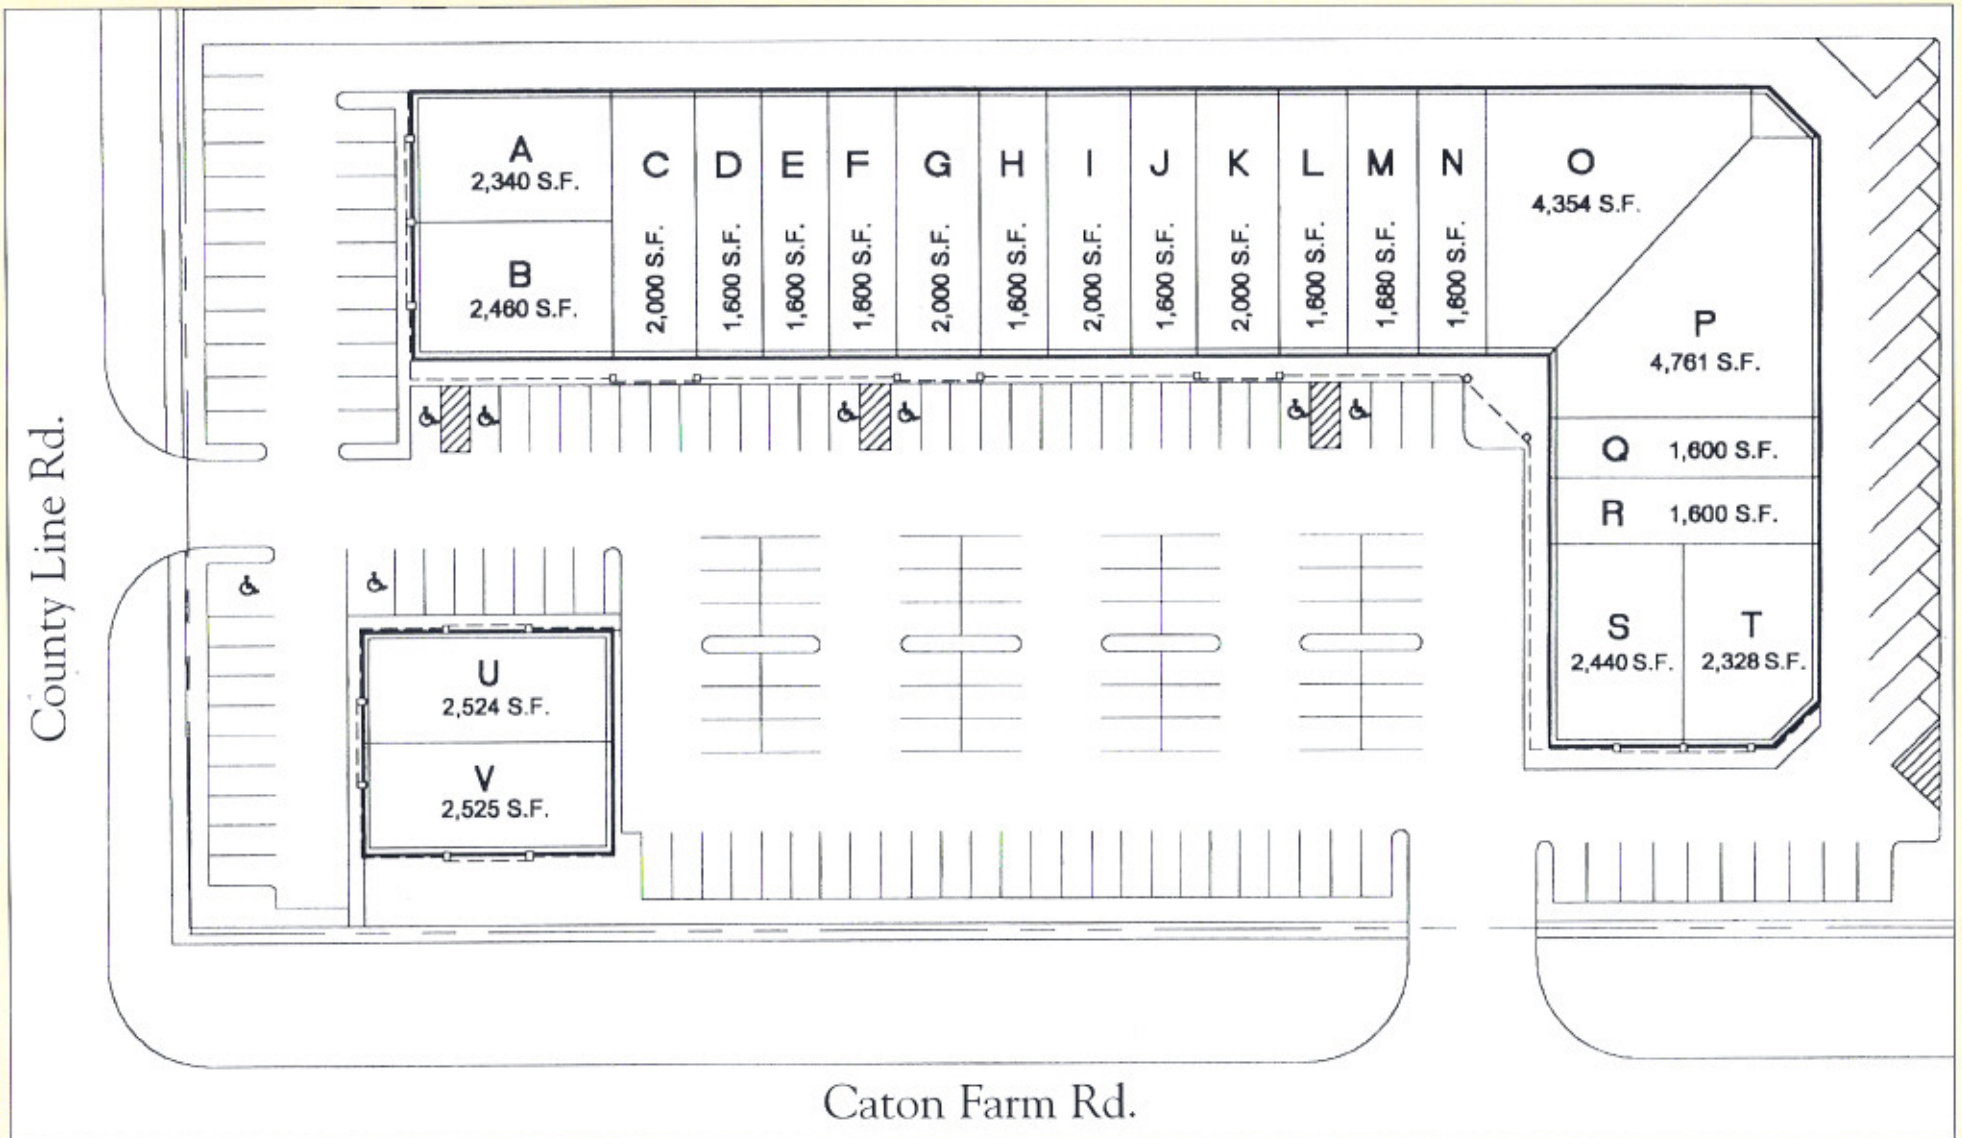 A
2,340 S.F.
B
2,460 S.F.
C
2,000 S.F.
D
1,600 S.F.
E
1,600 S.F.
F
1,600 S.F.
G
2,000 S.F.
H
1,600 S.F.
I
2,000 S.F.
J
1,600 S.F.
K
2,000 S.F.
L
1,600 S.F.
M
1,680 S.F.
N
1,600 S.F.
O
4,354 S.F.
P
4,761 S.F.
Q 1,600 S.F.
R 1,600 S.F.
S
2,440 S.F.
T
2,328 S.F.
U
2,524 S.F.
V
2,525 S.F.
County Line Rd.
Caton Farm Rd.